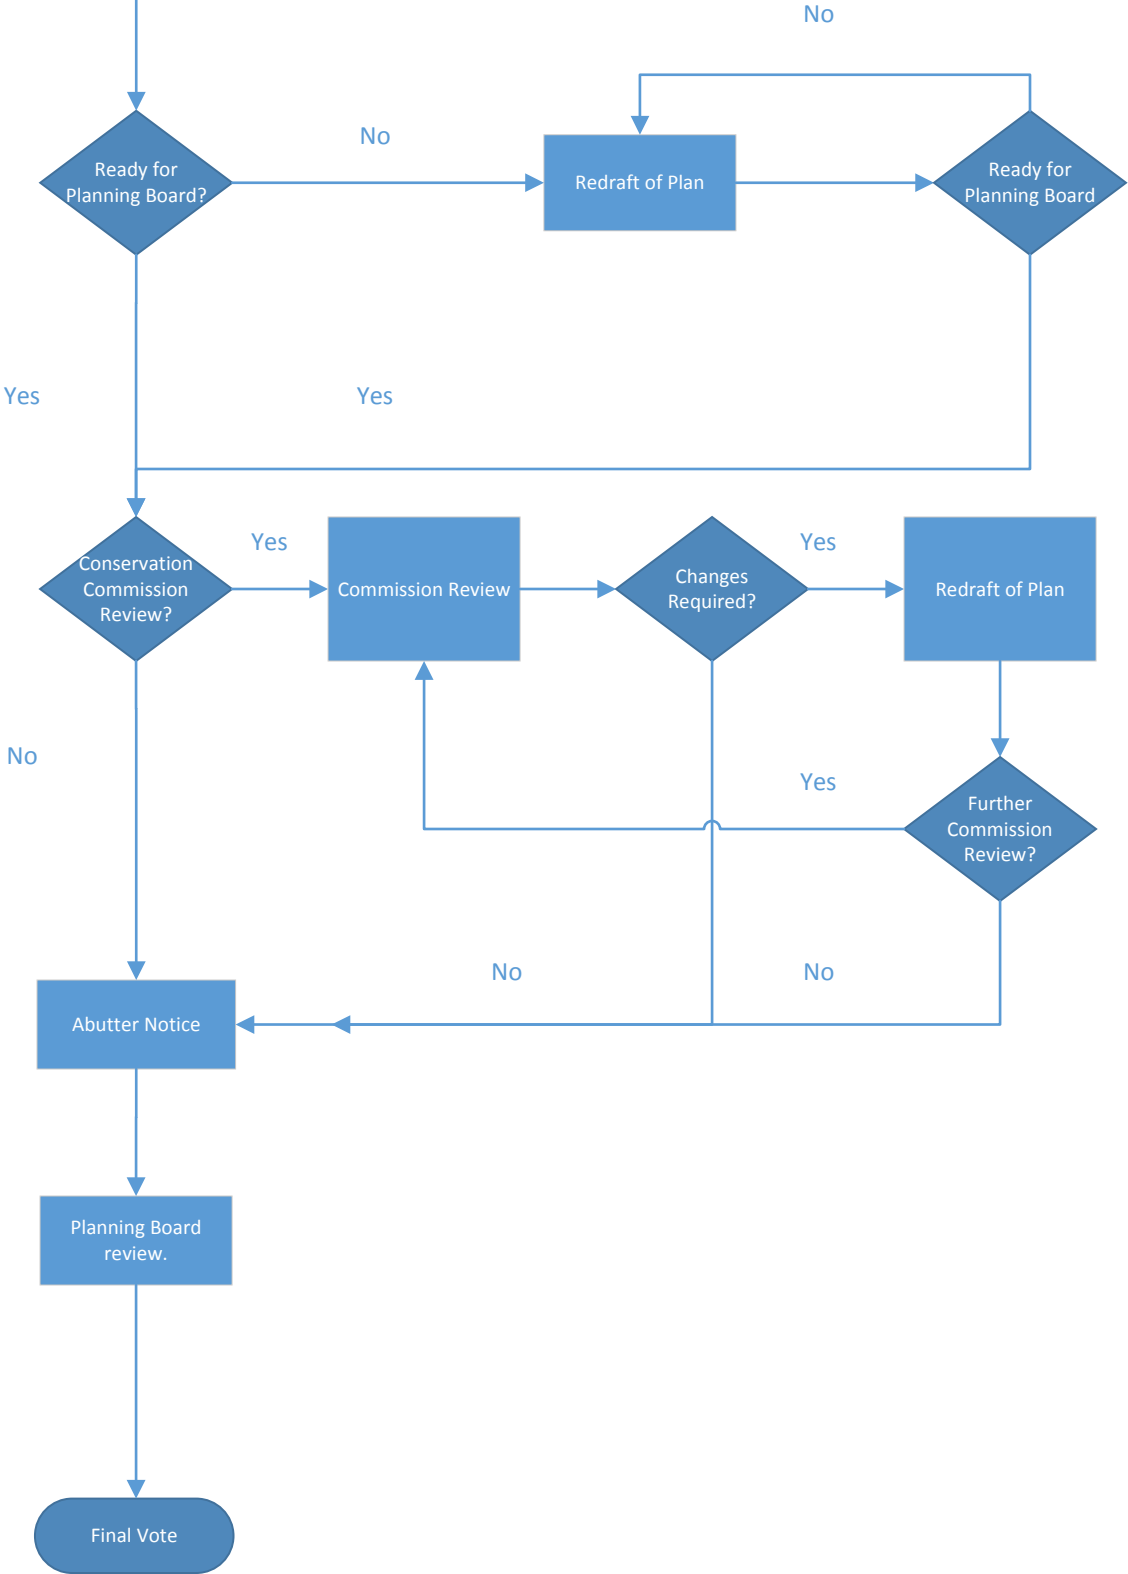 No
No
Ready for
Planning Board?
Redraft of Plan
Ready for
Planning Board
Yes
Yes
Yes
Yes
Conservation
Commission
Review?
Commission Review
Changes
Required?
Redraft of Plan
No
Yes
Further
Commission
Review?
No
No
Abutter Notice
Planning Board
review.
Final Vote